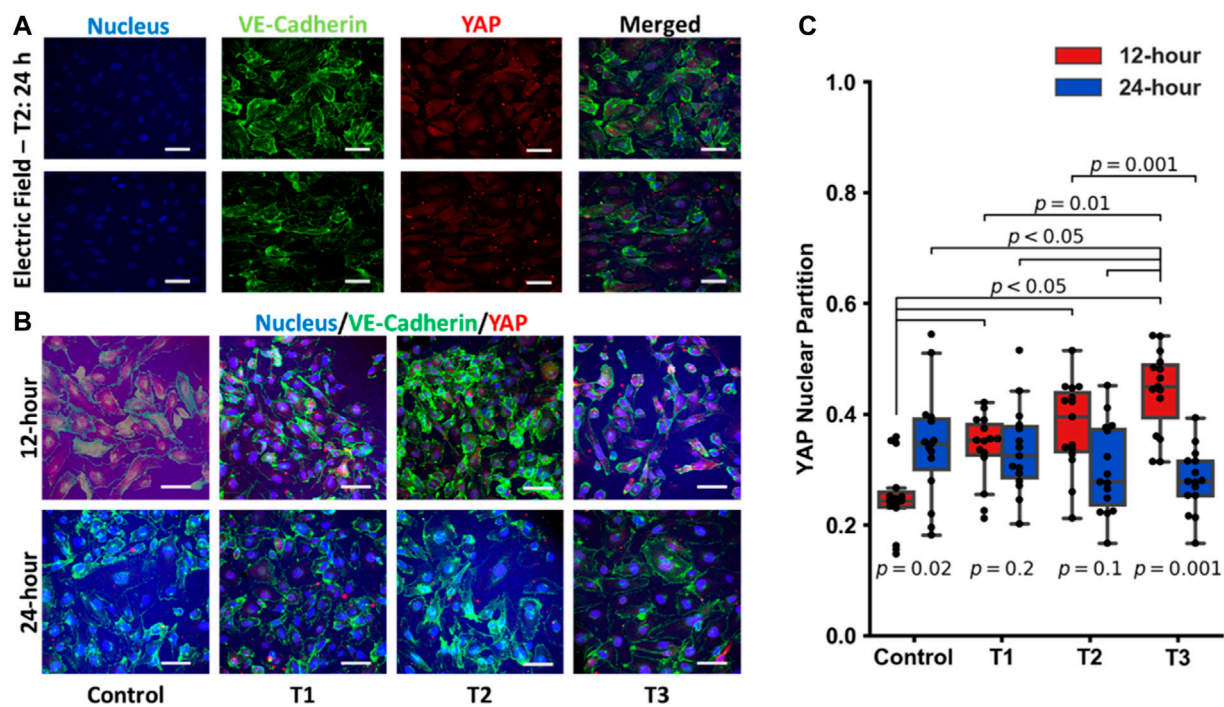 A
Nucleus
VE-Cadherin
YAP
Merged
Electric Field – T2: 24 h
B
Nucleus/VE-Cadherin/YAP
12-hour
24-hour
Control
T1
T2
T3
C
12-hour
24-hour
YAP Nuclear Partition
1.0
0.8
0.6
0.4
0.2
0.0
p = 0.001
p = 0.01
p < 0.05
p < 0.05
p = 0.02
p = 0.2
p = 0.1
p = 0.001
Control
T1
T2
T3